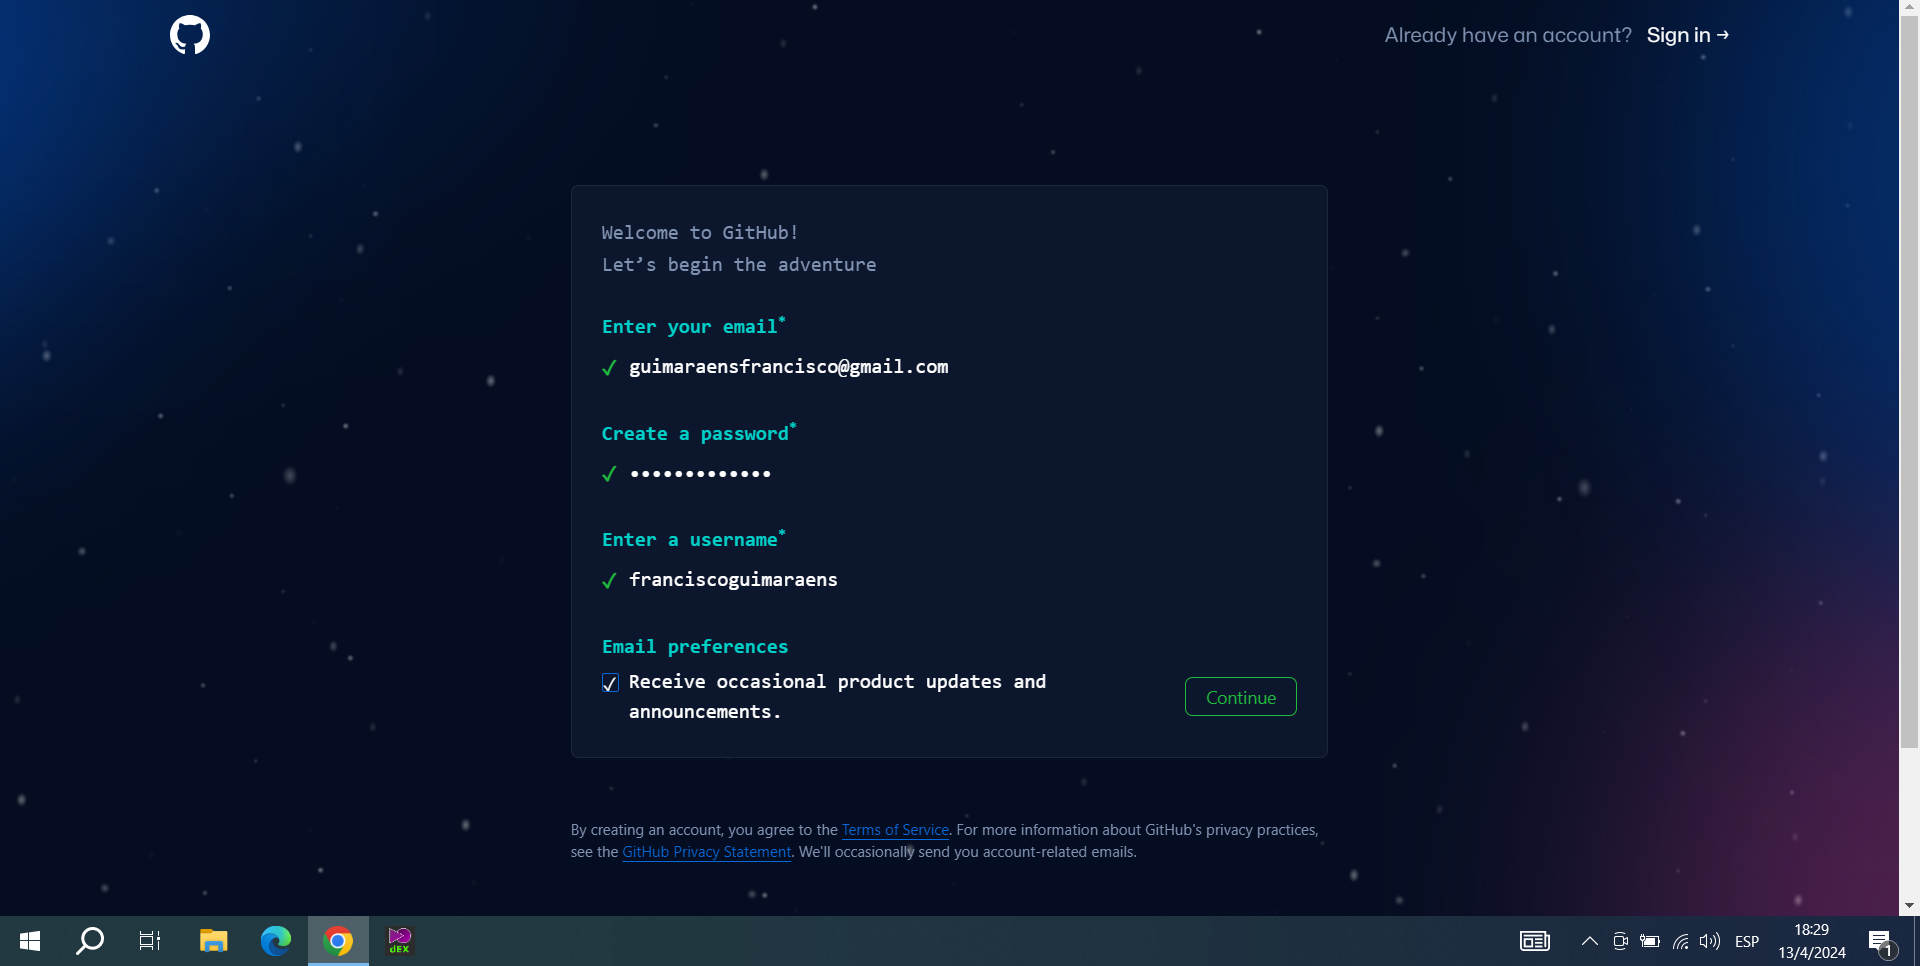 Already have an account? Sign in →
Welcome to GitHub!
Let’s begin the adventure
Enter your email*
✓ guimaraensfrancisco@gmail.com
Create a password*
✓ •••••••••••••
Enter a username*
✓ franciscoguimaraens
Email preferences
Receive occasional product updates and
announcements.
Continue
By creating an account, you agree to the Terms of Service. For more information about GitHub's privacy practices,
see the GitHub Privacy Statement. We'll occasionally send you account-related emails.
dEX
ESP
18:29
13/4/2024
1